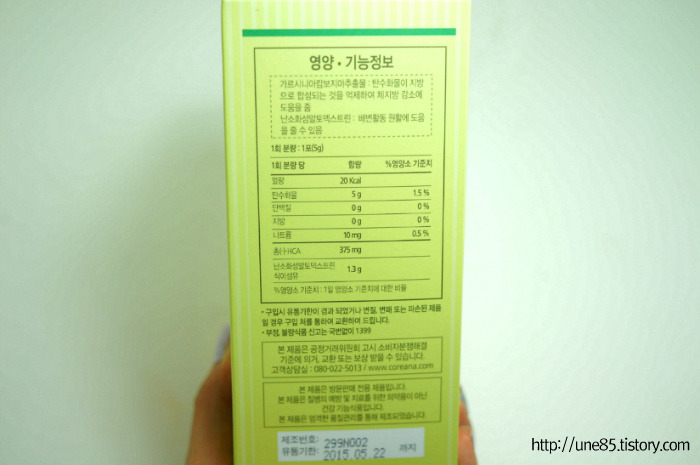 영양 • 기능정보
가르시니아캄보지아추출물 : 탄수화물이 지방
으로 합성되는 것을 억제하여 체지방 감소에
도움을 줌
난소화성말토덱스트린 : 배변활동 원활에 도움
을 줄 수 있음
1회 분량 : 1포(5g)
1회 분량 당 함량 %영양소 기준치
열량 20 Kcal
탄수화물 5 g 1.5 %
단백질 0 g 0 %
지방 0 g 0 %
나트륨 10 mg 0.5 %
총(-)-HCA 375 mg
난소화성말토덱스트린 1.3 g
식이섬유
%영양소 기준치 : 1일 영양소 기준치에 대한 비율
• 구입시 유통기한이 경과 되었거나 변질, 변패 또는 파손된 제품
일 경우 구입 처를 통하여 교환하여 드립니다.
• 부정, 불량식품 신고는 국번없이 1399
본 제품은 공정거래위원회 고시 소비자분쟁해결
기준에 의거, 교환 또는 보상 받을 수 있습니다.
고객상담실 : 080-022-5013 / www.coreana.com
본 제품은 방문판매 전용 제품입니다.
본 제품은 질병의 예방 및 치료를 위한 의약품이 아닌
건강 기능식품입니다.
본 제품은 엄격한 품질관리를 통해 제조되었습니다.
제조번호: 299N002
유통기한: 2015.05.22 까지
http://une85.tistory.com